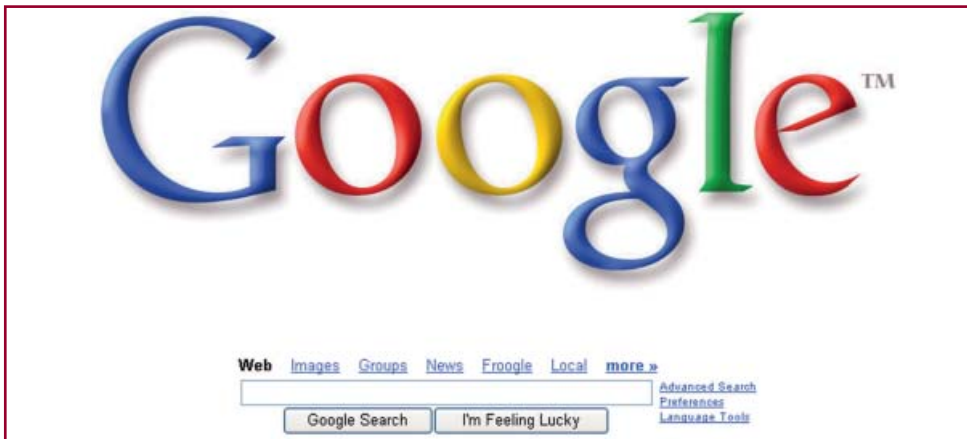 Google™
Web Images Groups News Froogle Local more »
Advanced Search
Preferences
Language Tools
Google Search I'm Feeling Lucky